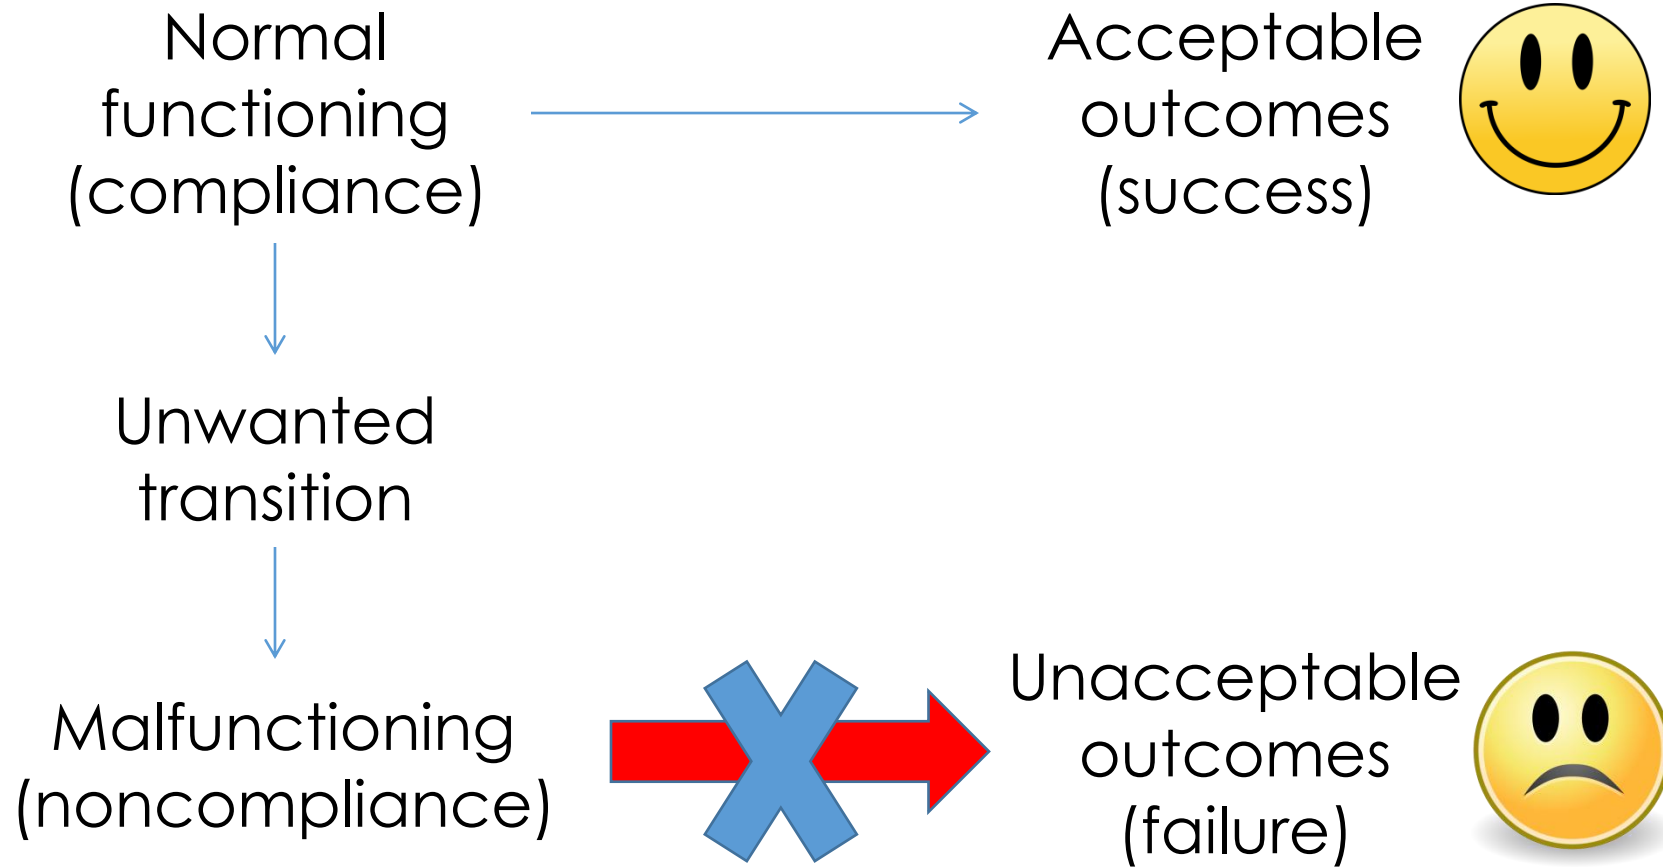 Normal
functioning
(compliance)
Acceptable
outcomes
(success)
Unwanted
transition
Malfunctioning
(noncompliance)
Unacceptable
outcomes
(failure)